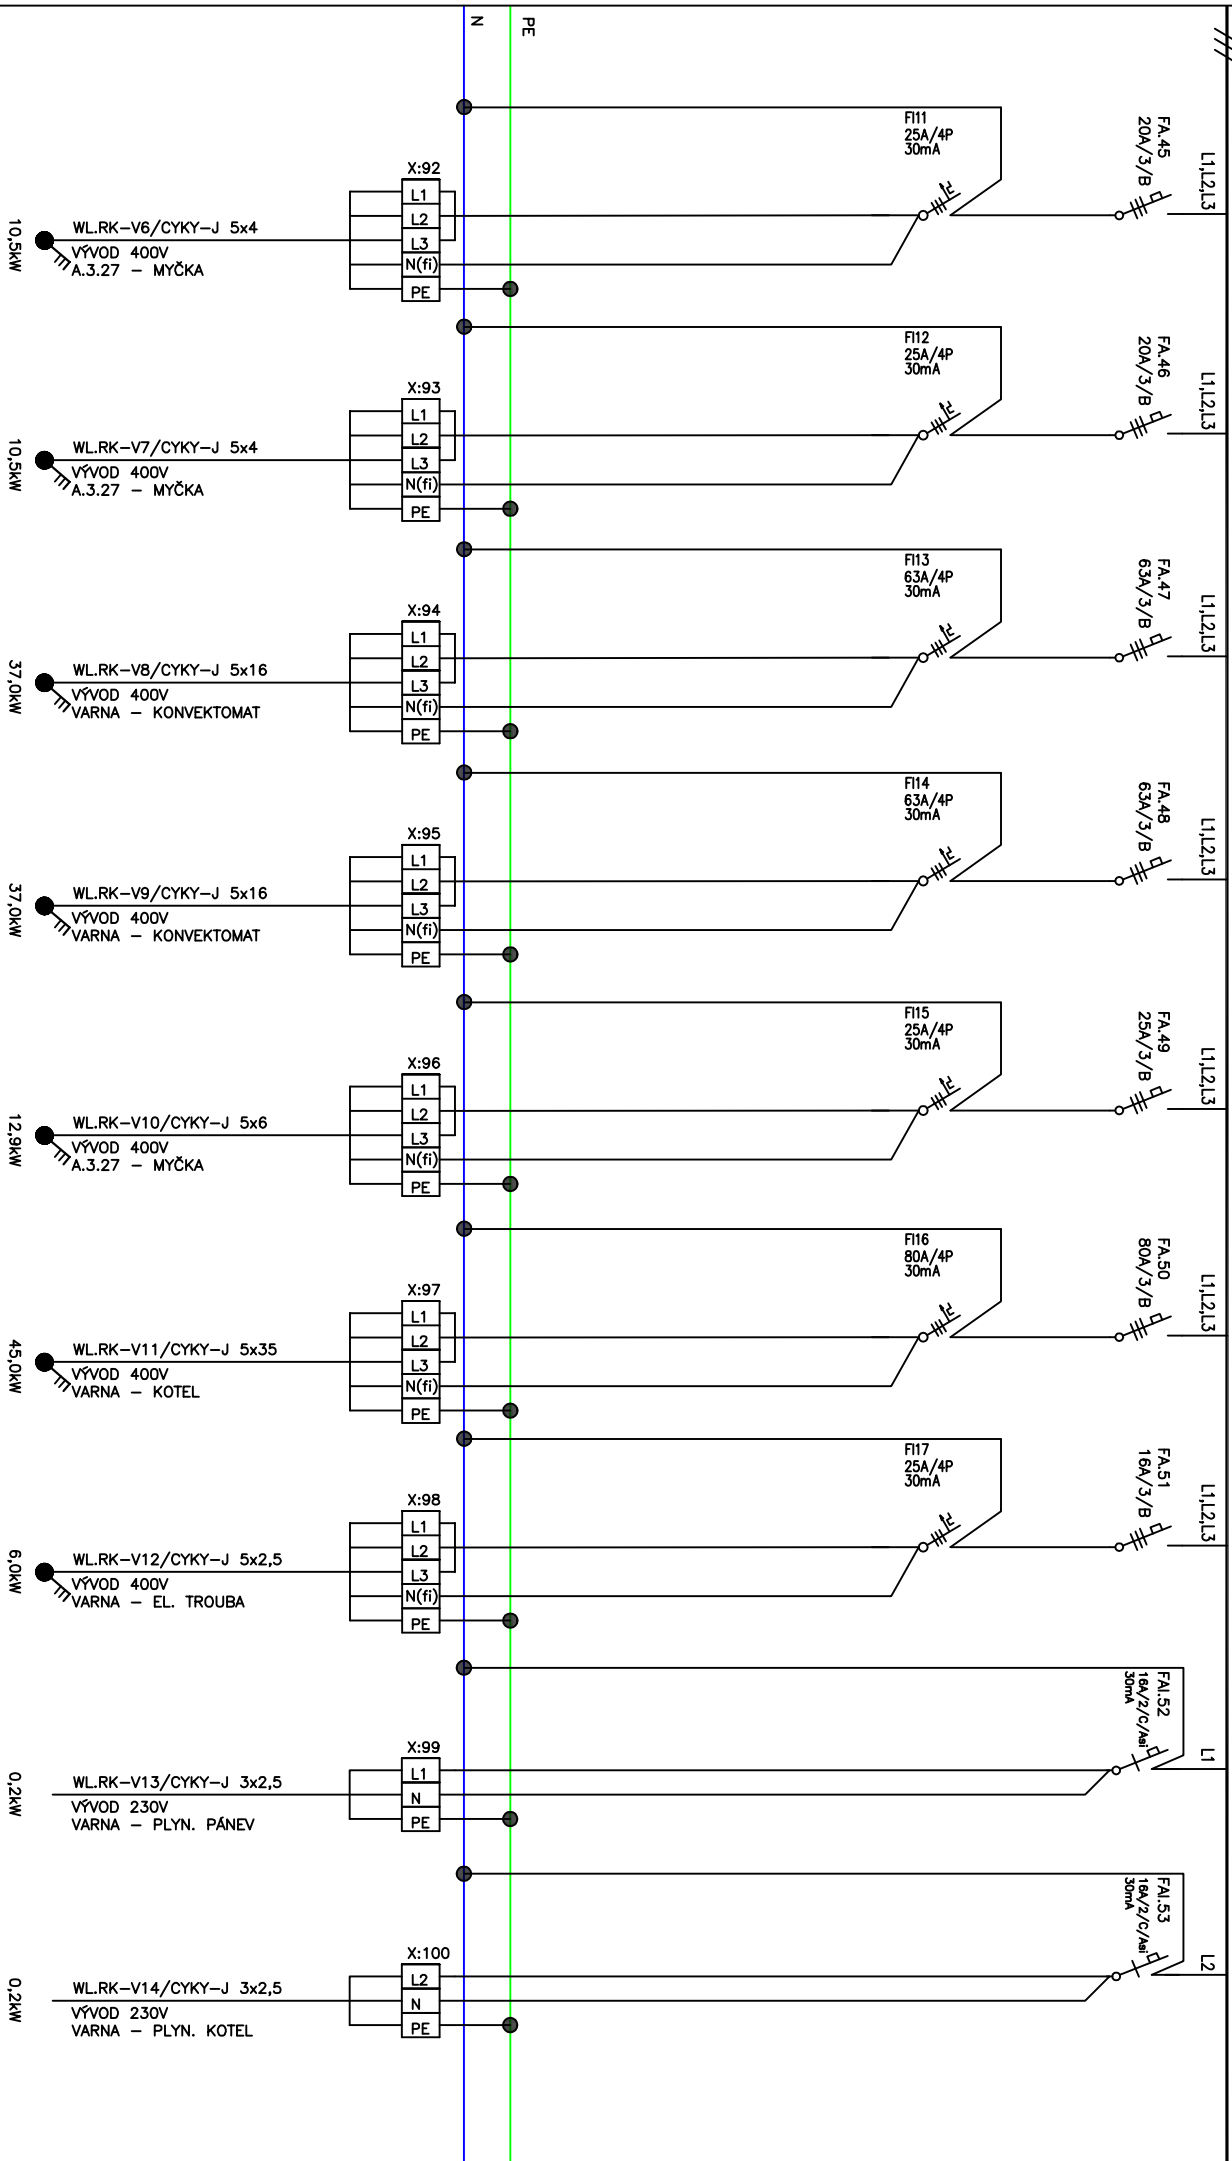 N
PE
FI11
25A/4P
30mA
FA.45
20A/3/B
L1,L2,L3
X:92
L1
L2
L3
N(fi)
PE
WL.RK-V6/CYKY-J 5x4
VÝVOD 400V
A.3.27 - MYČKA
10,5kW
FI12
25A/4P
30mA
FA.46
20A/3/B
L1,L2,L3
X:93
L1
L2
L3
N(fi)
PE
WL.RK-V7/CYKY-J 5x4
VÝVOD 400V
A.3.27 - MYČKA
10,5kW
FI13
63A/4P
30mA
FA.47
63A/3/B
L1,L2,L3
X:94
L1
L2
L3
N(fi)
PE
WL.RK-V8/CYKY-J 5x16
VÝVOD 400V
VARNA - KONVEKTOMAT
37,0kW
FI14
63A/4P
30mA
FA.48
63A/3/B
L1,L2,L3
X:95
L1
L2
L3
N(fi)
PE
WL.RK-V9/CYKY-J 5x16
VÝVOD 400V
VARNA - KONVEKTOMAT
37,0kW
FI15
25A/4P
30mA
FA.49
25A/3/B
L1,L2,L3
X:96
L1
L2
L3
N(fi)
PE
WL.RK-V10/CYKY-J 5x6
VÝVOD 400V
A.3.27 - MYČKA
12,9kW
FI16
80A/4P
30mA
FA.50
80A/3/B
L1,L2,L3
X:97
L1
L2
L3
N(fi)
PE
WL.RK-V11/CYKY-J 5x35
VÝVOD 400V
VARNA - KOTEL
45,0kW
FI17
25A/4P
30mA
FA.51
16A/3/B
L1,L2,L3
X:98
L1
L2
L3
N(fi)
PE
WL.RK-V12/CYKY-J 5x2,5
VÝVOD 400V
VARNA - EL. TROUBA
6,0kW
FAI.52
16A/2/C/Asi
30mA
L1
X:99
L1
N
PE
WL.RK-V13/CYKY-J 3x2,5
VÝVOD 230V
VARNA - PLYN. PÁNEV
0,2kW
FAI.53
16A/2/C/Asi
30mA
L2
X:100
L2
N
PE
WL.RK-V14/CYKY-J 3x2,5
VÝVOD 230V
VARNA - PLYN. KOTEL
0,2kW